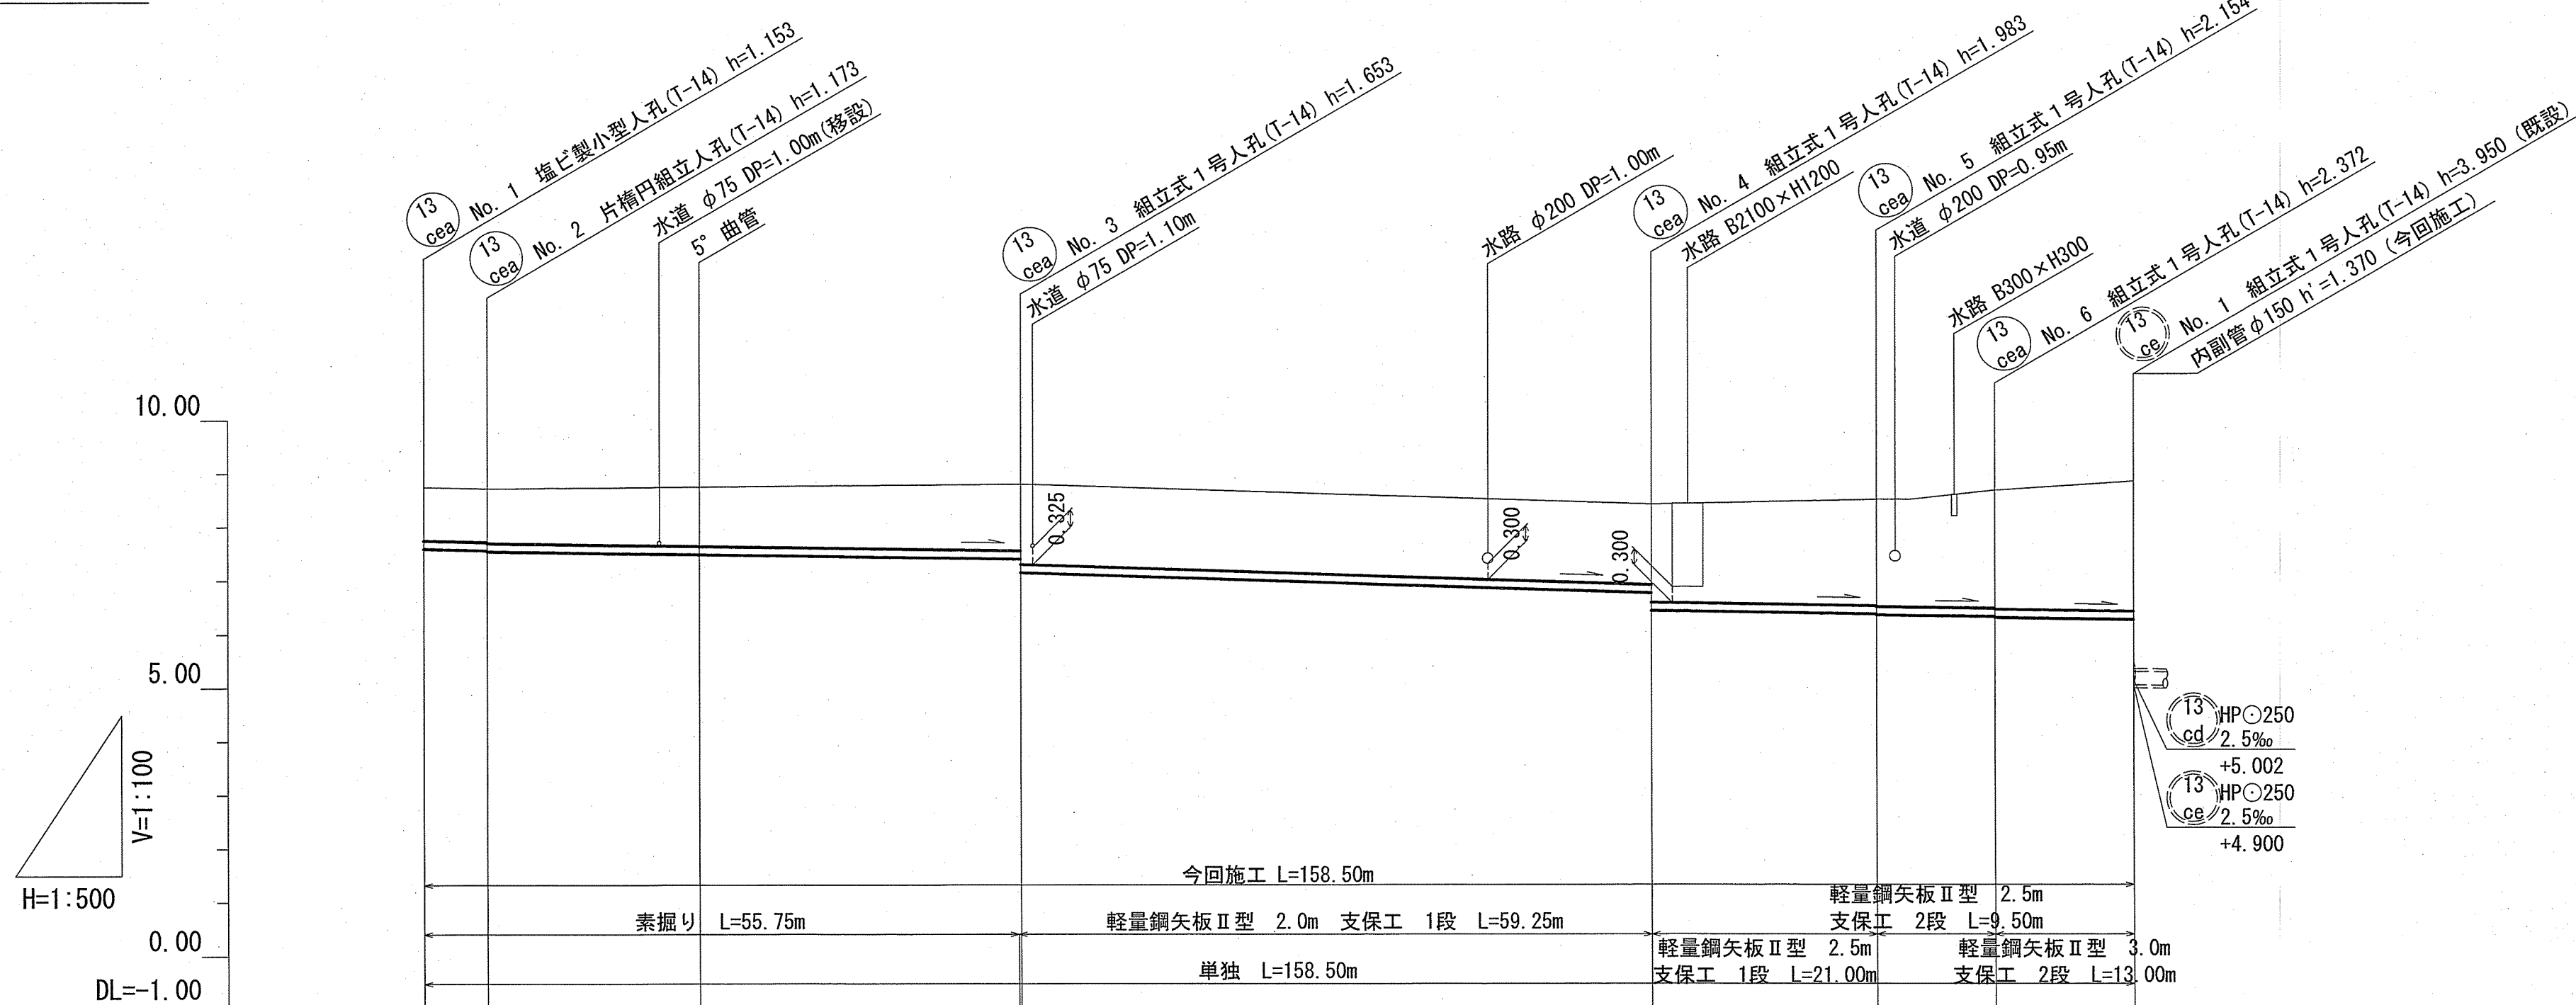 13
cea
No. 1 塩ビ製小型人孔(T-14) h=1.153
13
cea
No. 2 片楕円組立人孔(T-14) h=1.173
水道 φ75 DP=1.00m(移設)
5° 曲管
13
cea
No. 3 組立式1号人孔(T-14) h=1.653
水道 φ75 DP=1.10m
水路 φ200 DP=1.00m
13
cea
No. 4 組立式1号人孔(T-14) h=1.983
水路 B2100×H1200
13
cea
No. 5 組立式1号人孔(T-14) h=2.154
水道 φ200 DP=0.95m
水路 B300×H300
13
cea
No. 6 組立式1号人孔(T-14) h=2.372
13
ce
No. 1 組立式1号人孔(T-14) h=3.950 (既設)
内副管φ150 h'=1.370 (今回施工)
10.00
5.00
0.00
DL=-1.00
V=1:100
H=1:500
0.325
0.300
0.300
13
cd
HP⊙250
2.5‰
+5.002
13
ce
HP⊙250
2.5‰
+4.900
今回施工 L=158.50m
素掘り L=55.75m
軽量鋼矢板Ⅱ型 2.0m 支保工 1段 L=59.25m
軽量鋼矢板Ⅱ型 2.5m
支保工 2段 L=9.50m
軽量鋼矢板Ⅱ型 2.5m
支保工 1段 L=21.00m
軽量鋼矢板Ⅱ型 3.0m
支保工 2段 L=13.00m
単独 L=158.50m